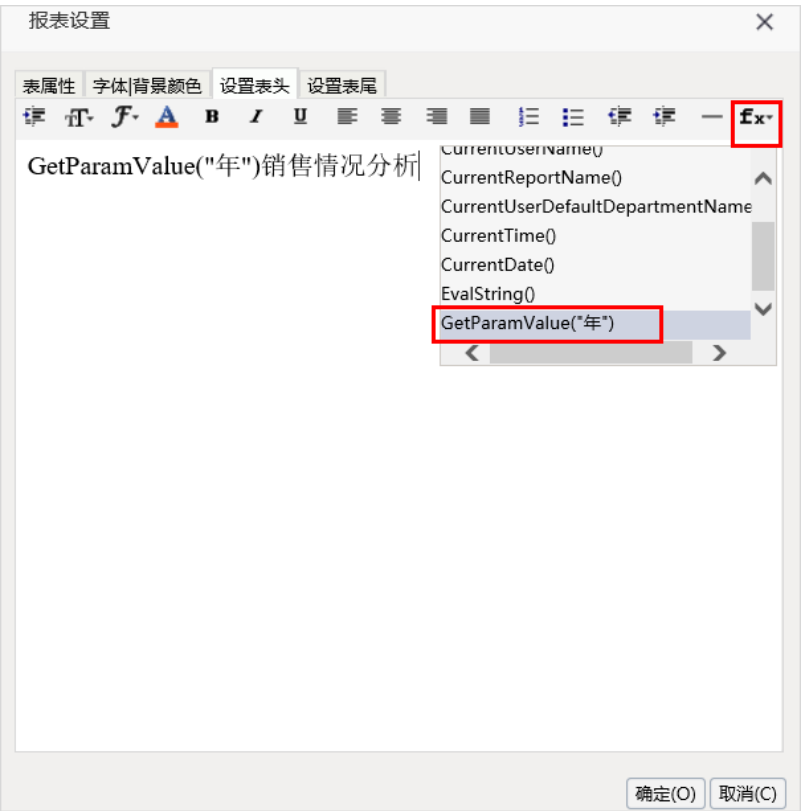 报表设置
表属性 字体|背景颜色 设置表头 设置表尾
B I U fx
GetParamValue("年")销售情况分析
CurrentUserName()
CurrentReportName()
CurrentUserDefaultDepartmentName
CurrentTime()
CurrentDate()
EvalString()
GetParamValue("年")
确定(O) 取消(C)